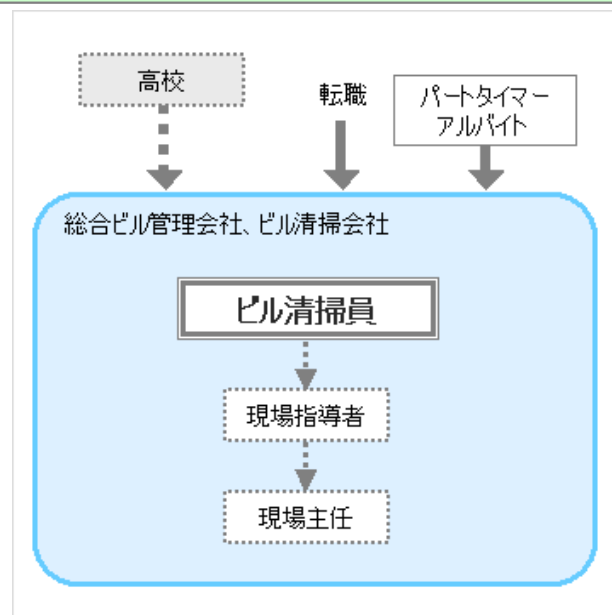 高校
転職
パートタイマー
アルバイト
総合ビル管理会社、ビル清掃会社
ビル清掃員
現場指導者
現場主任